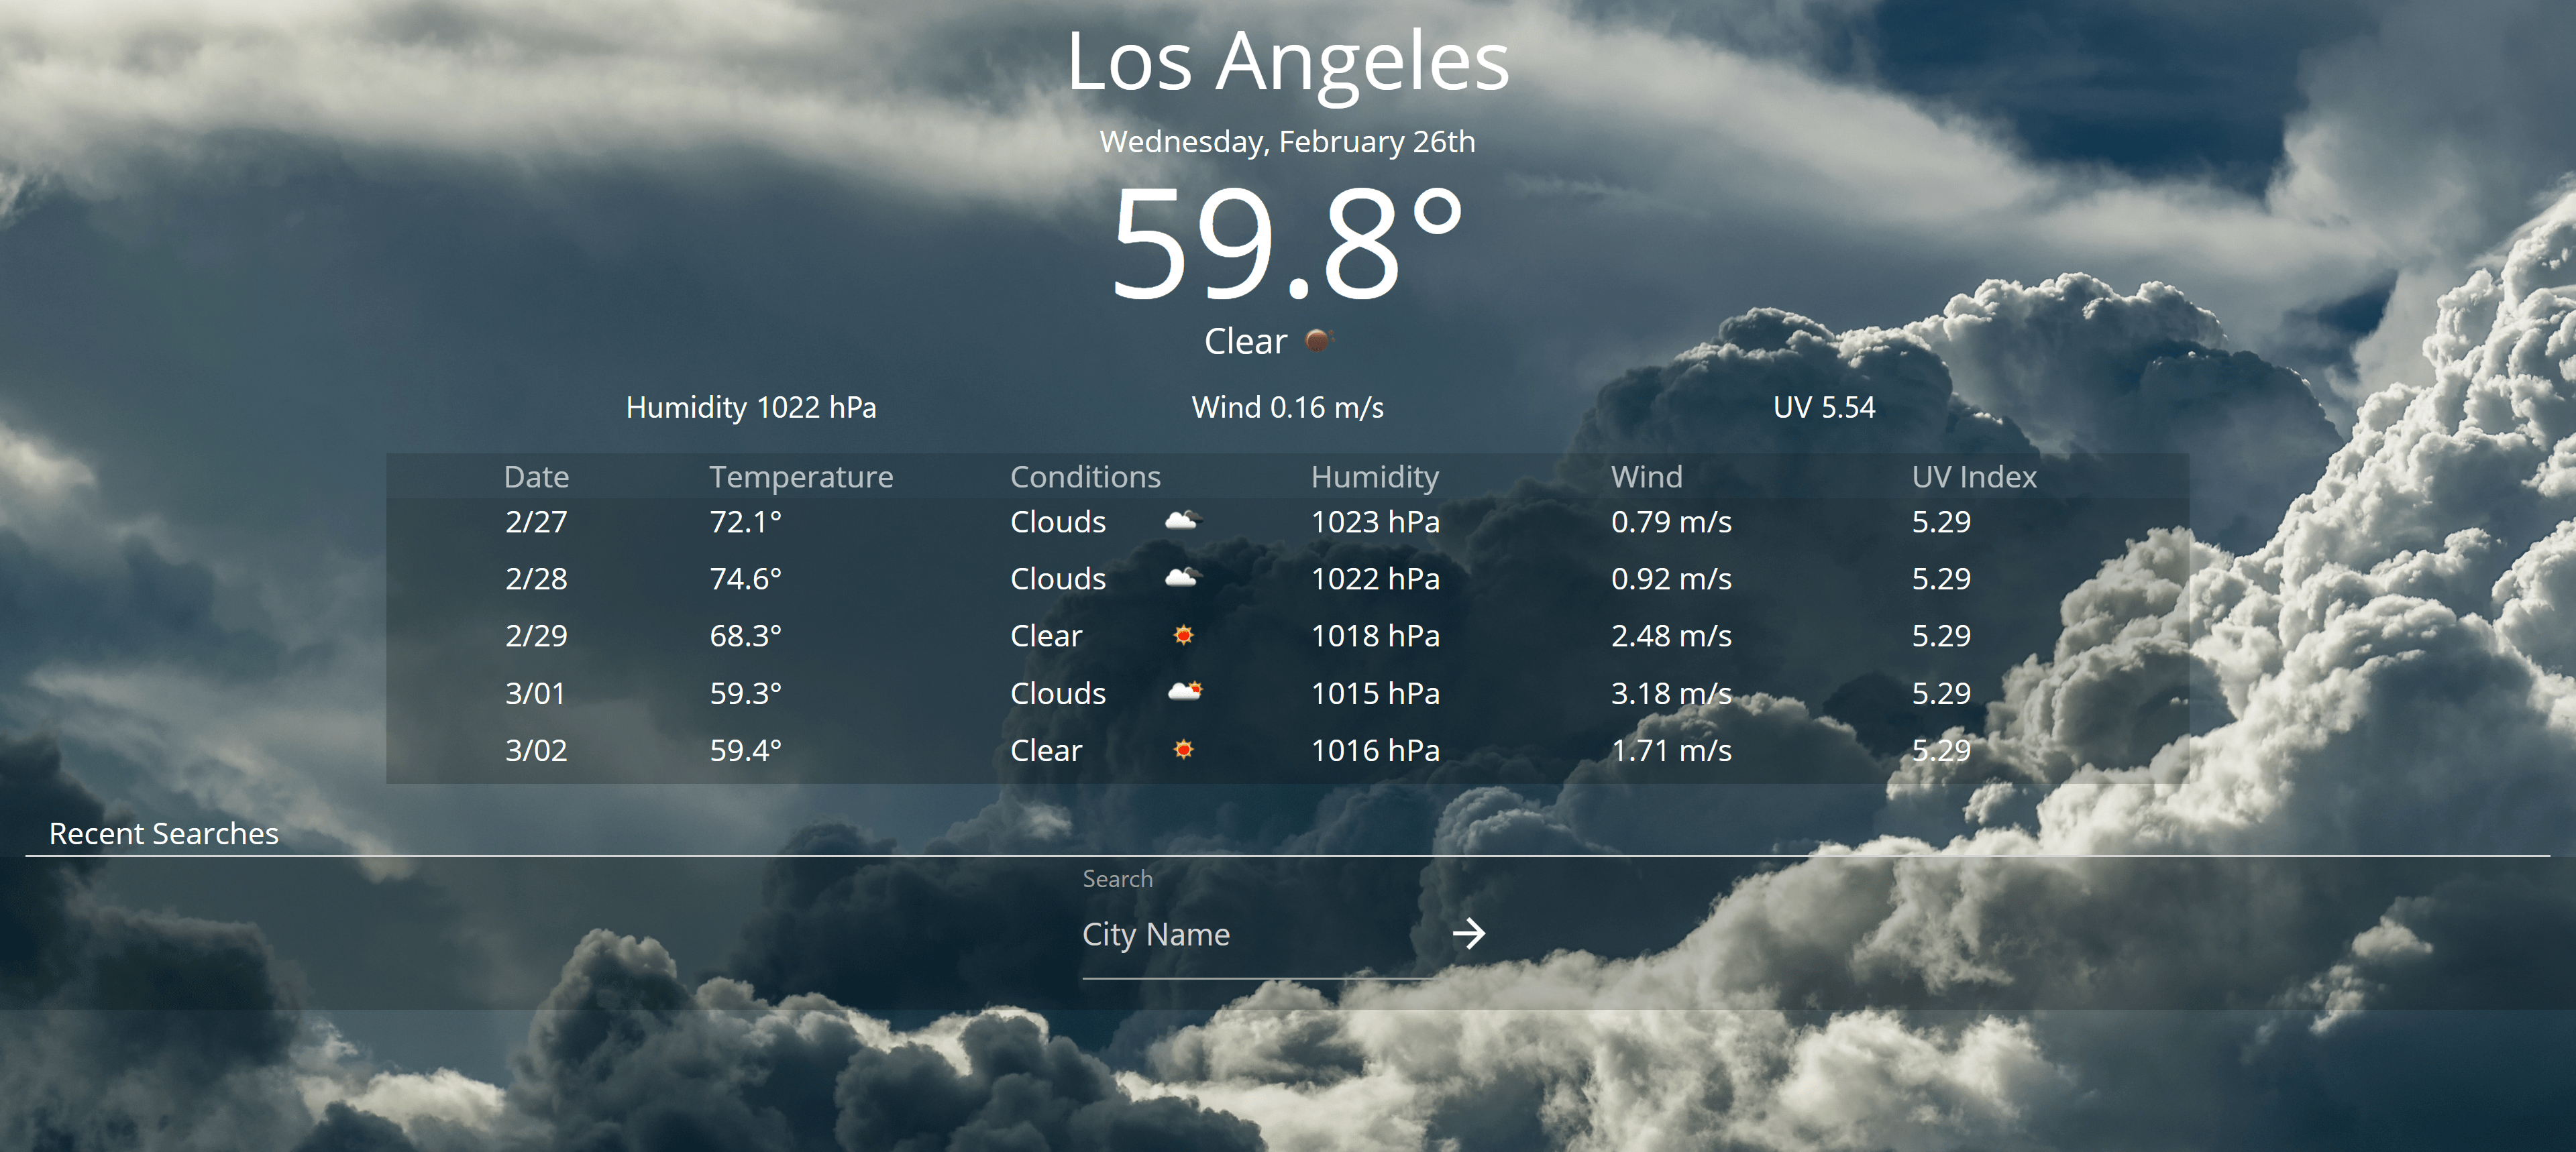 Los Angeles
Wednesday, February 26th
59.8°
Clear
Humidity 1022 hPa Wind 0.16 m/s UV 5.54
Date Temperature Conditions Humidity Wind UV Index
2/27 72.1° Clouds 1023 hPa 0.79 m/s 5.29
2/28 74.6° Clouds 1022 hPa 0.92 m/s 5.29
2/29 68.3° Clear 1018 hPa 2.48 m/s 5.29
3/01 59.3° Clouds 1015 hPa 3.18 m/s 5.29
3/02 59.4° Clear 1016 hPa 1.71 m/s 5.29
Recent Searches
Search
City Name